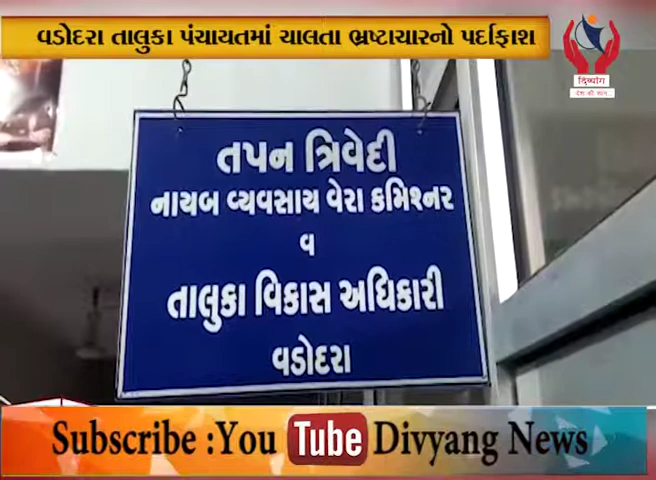 વડોદરા તાલુકા પંચાયતમાં ચાલતા ભ્રષ્ટાચારનો પર્દાફાશ
दिव्यांग
देश की शान...
તપન ત્રિવેદી
નાયબ વ્યવસાય વેરા કમિશ્નર
વ
તાલુકા વિકાસ અધિકારી
વડોદરા
Subscribe :You Tube Divyang News